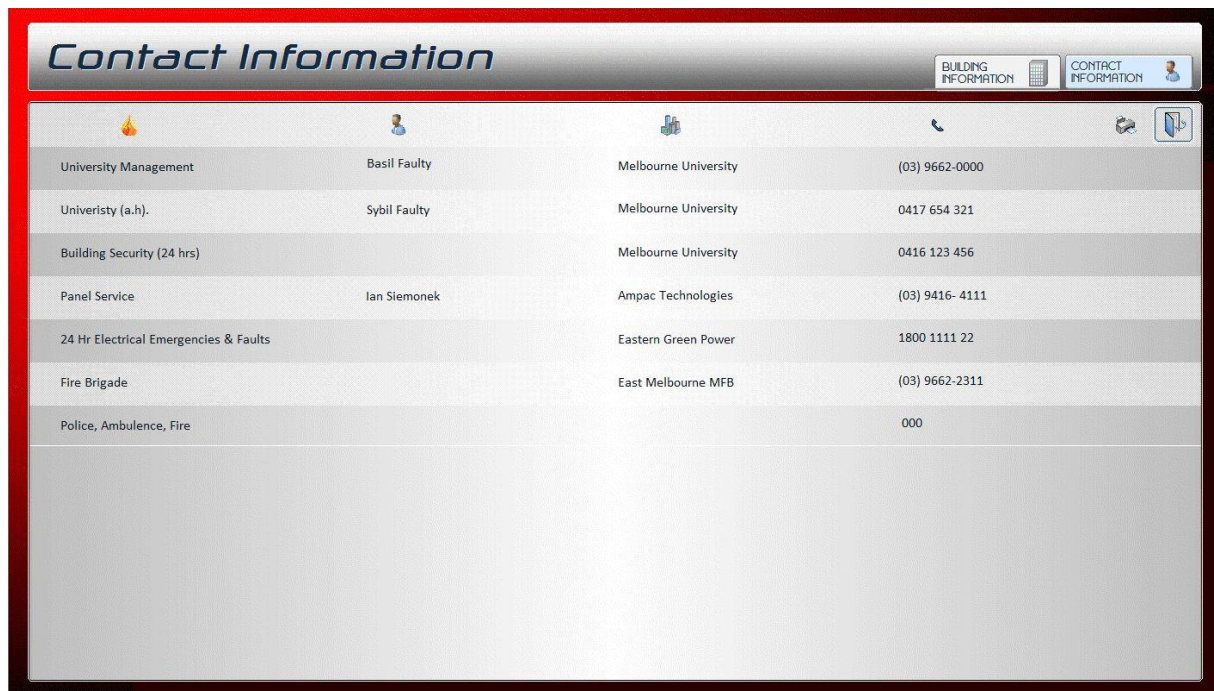 Contact Information
BUILDING
INFORMATION
CONTACT
INFORMATION
University Management Basil Faulty Melbourne University (03) 9662-0000
Univeristy (a.h). Sybil Faulty Melbourne University 0417 654 321
Building Security (24 hrs) Melbourne University 0416 123 456
Panel Service Ian Siemonek Ampac Technologies (03) 9416- 4111
24 Hr Electrical Emergencies & Faults Eastern Green Power 1800 1111 22
Fire Brigade East Melbourne MFB (03) 9662-2311
Police, Ambulence, Fire 000